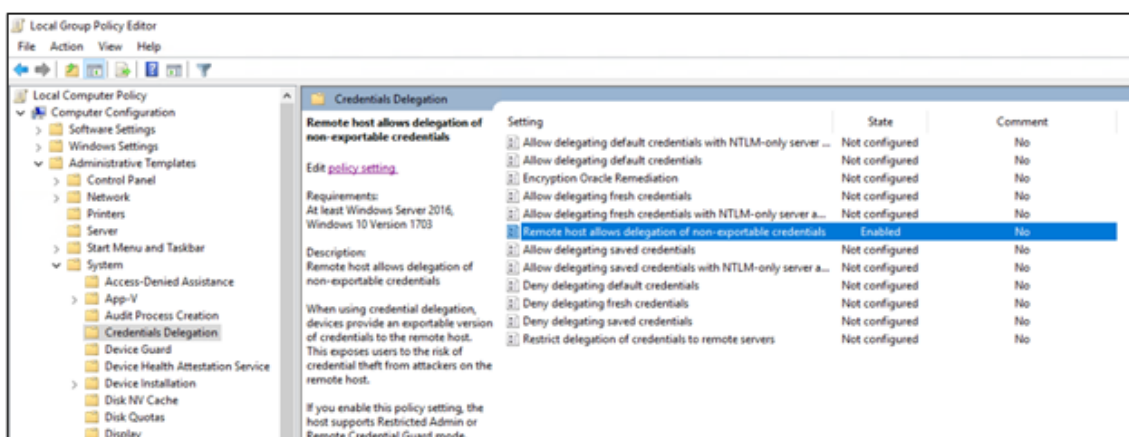 Local Group Policy Editor
File Action View Help
Local Computer Policy
Computer Configuration
Software Settings
Windows Settings
Administrative Templates
Control Panel
Network
Printers
Server
Start Menu and Taskbar
System
Access-Denied Assistance
App-V
Audit Process Creation
Credentials Delegation
Device Guard
Device Health Attestation Service
Device Installation
Disk NV Cache
Disk Quotas
Display
Credentials Delegation
Remote host allows delegation of
non-exportable credentials
Edit policy setting
Requirements:
At least Windows Server 2016,
Windows 10 Version 1703
Description:
Remote host allows delegation of
non-exportable credentials
When using credential delegation,
devices provide an exportable version
of credentials to the remote host.
This exposes users to the risk of
credential theft from attackers on the
remote host.
If you enable this policy setting, the
host supports Restricted Admin or
Remote Credential Guard mode
Setting State Comment
Allow delegating default credentials with NTLM-only server ... Not configured No
Allow delegating default credentials Not configured No
Encryption Oracle Remediation Not configured No
Allow delegating fresh credentials Not configured No
Allow delegating fresh credentials with NTLM-only server a... Not configured No
Remote host allows delegation of non-exportable credentials Enabled No
Allow delegating saved credentials Not configured No
Allow delegating saved credentials with NTLM-only server a... Not configured No
Deny delegating default credentials Not configured No
Deny delegating fresh credentials Not configured No
Deny delegating saved credentials Not configured No
Restrict delegation of credentials to remote servers Not configured No